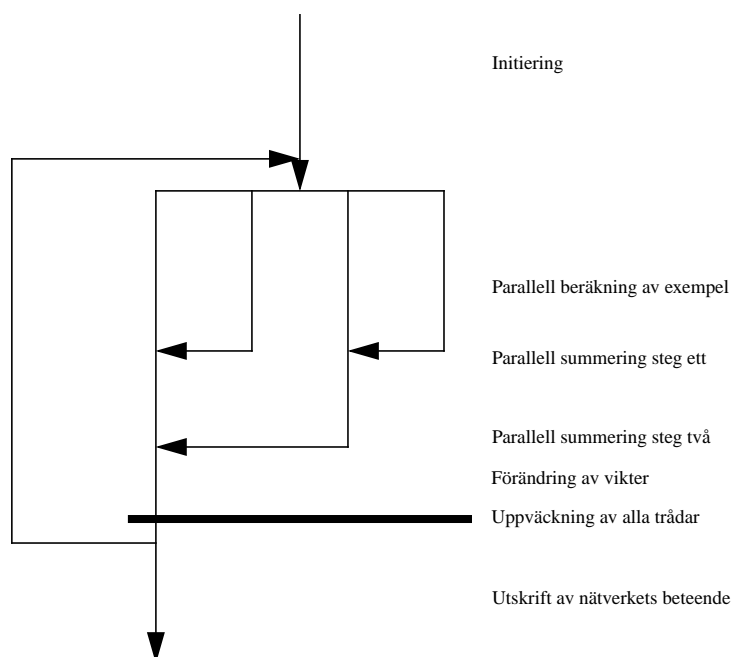 Initiering
Parallell beräkning av exempel
Parallell summering steg ett
Parallell summering steg två
Förändring av vikter
Uppväckning av alla trådar
Utskrift av nätverkets beteende